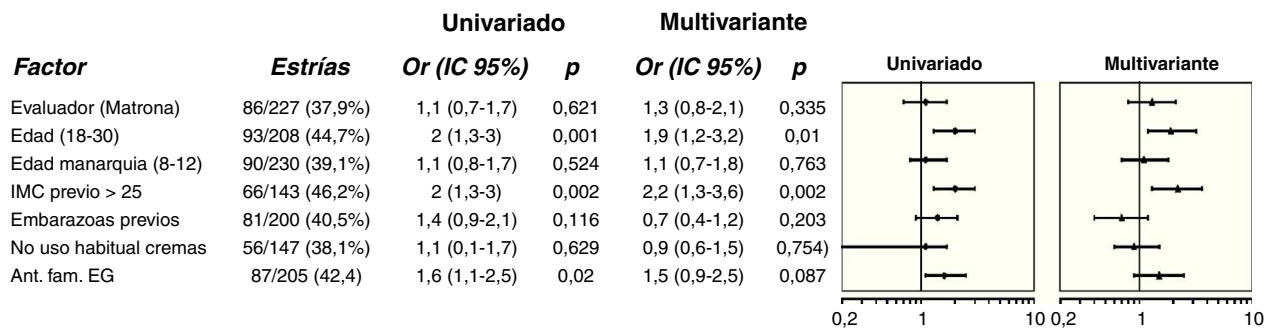 Univariado Multivariante
Factor Estrías Or (IC 95%) p Or (IC 95%) p Univariado Multivariante
Evaluador (Matrona) 86/227 (37,9%) 1,1 (0,7-1,7) 0,621 1,3 (0,8-2,1) 0,335
Edad (18-30) 93/208 (44,7%) 2 (1,3-3) 0,001 1,9 (1,2-3,2) 0,01
Edad manarquia (8-12) 90/230 (39,1%) 1,1 (0,8-1,7) 0,524 1,1 (0,7-1,8) 0,763
IMC previo > 25 66/143 (46,2%) 2 (1,3-3) 0,002 2,2 (1,3-3,6) 0,002
Embarazoas previos 81/200 (40,5%) 1,4 (0,9-2,1) 0,116 0,7 (0,4-1,2) 0,203
No uso habitual cremas 56/147 (38,1%) 1,1 (0,1-1,7) 0,629 0,9 (0,6-1,5) 0,754)
Ant. fam. EG 87/205 (42,4) 1,6 (1,1-2,5) 0,02 1,5 (0,9-2,5) 0,087
0,2 1 10 0,2 1 10